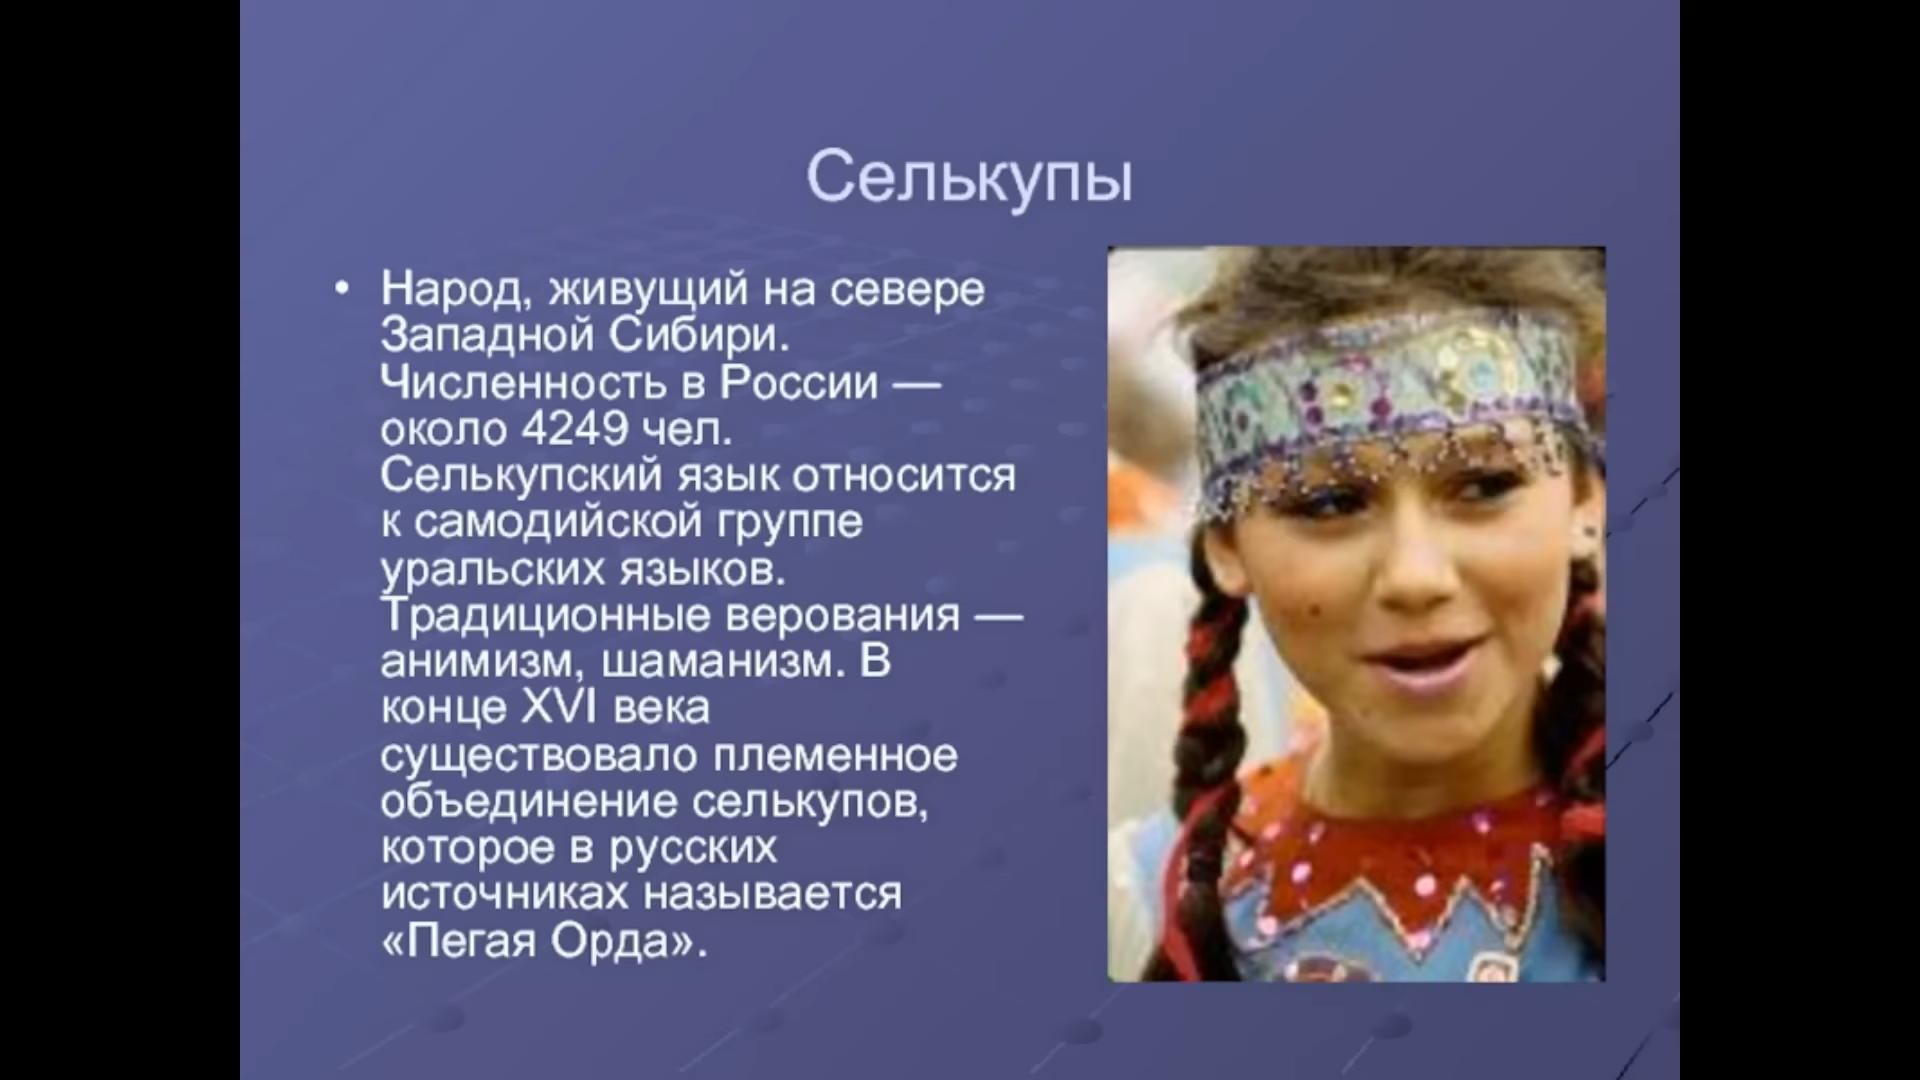 Селькупы
• Народ, живущий на севере
Западной Сибири.
Численность в России —
около 4249 чел.
Селькупский язык относится
к самодийской группе
уральских языков.
Традиционные верования —
анимизм, шаманизм. В
конце XVI века
существовало племенное
объединение селькупов,
которое в русских
источниках называется
«Пегая Орда».